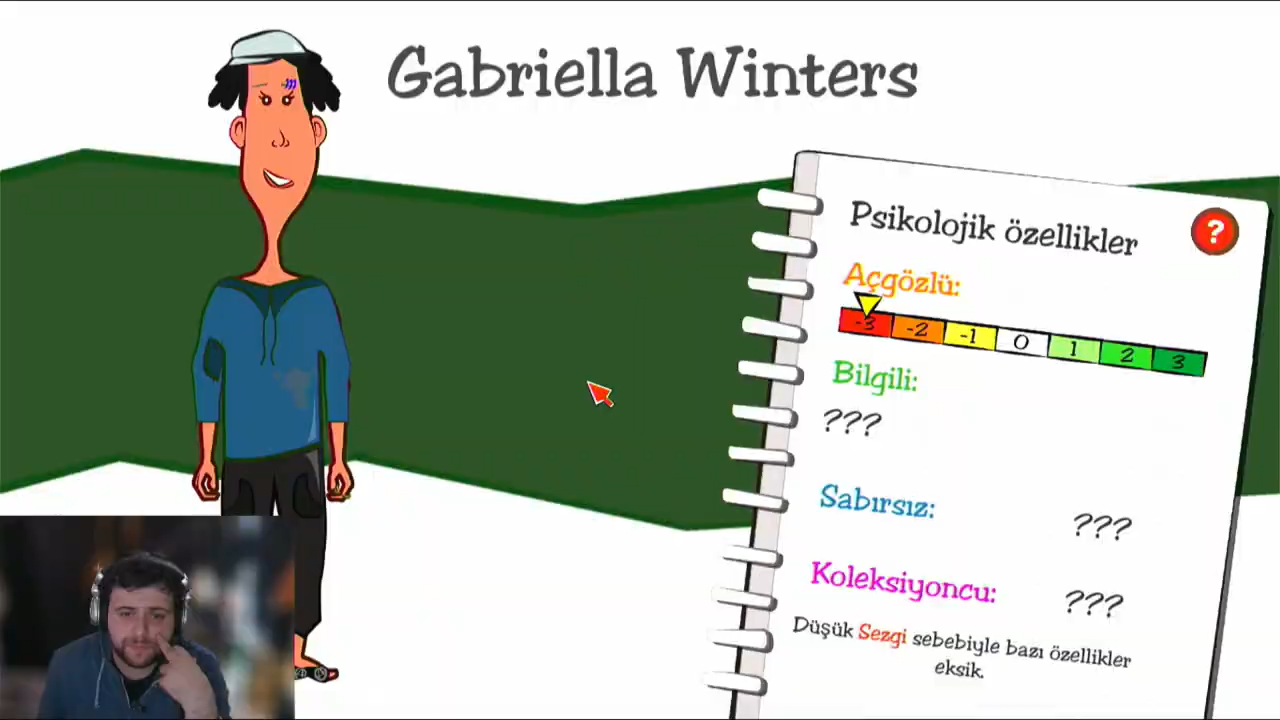 Gabriella Winters
Psikolojik özellikler
?
Açgözlü:
-3 -2 -1 0 1 2 3
Bilgili:
???
Sabırsız:
???
Koleksiyoncu:
???
Düşük Sezgi sebebiyle bazı özellikler
eksik.